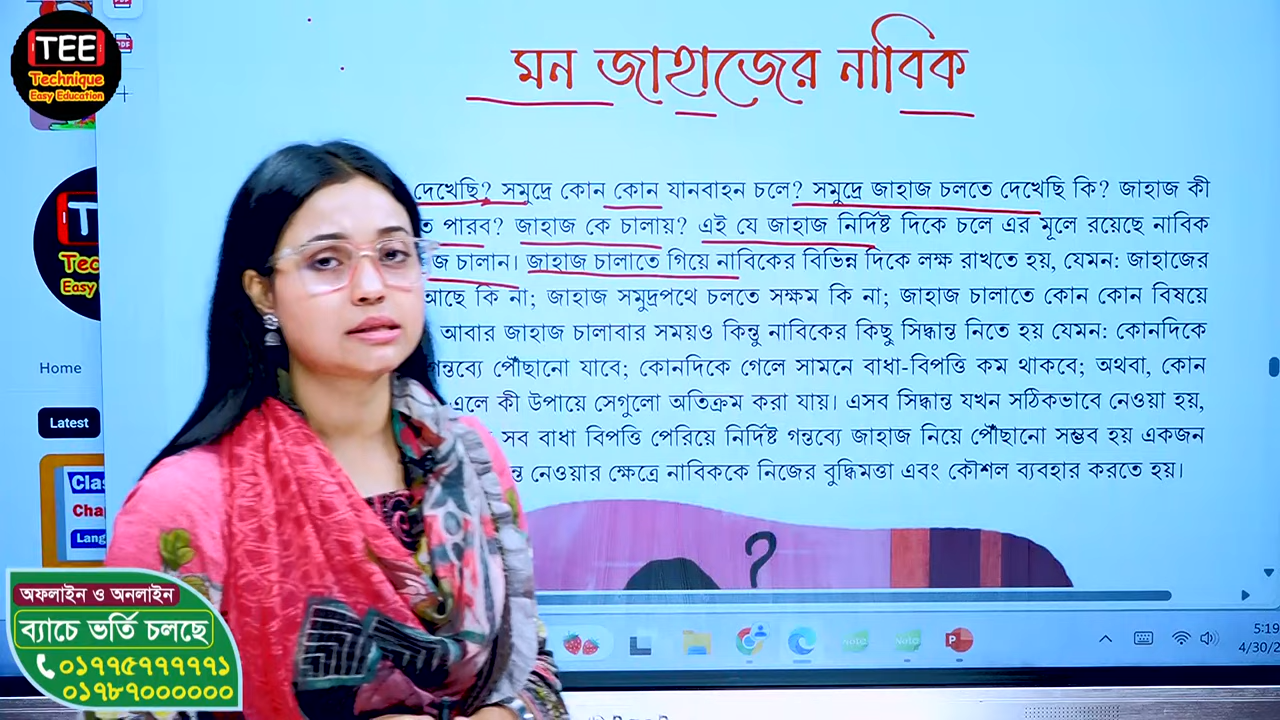 TEE
Technique
Easy Education
মন জাহাজের নাবিক
দেখেছি? সমুদ্রে কোন কোন যানবাহন চলে? সমুদ্রে জাহাজ চলতে দেখেছি কি? জাহাজ কী
পারব? জাহাজ কে চালায়? এই যে জাহাজ নির্দিষ্ট দিকে চলে এর মূলে রয়েছে নাবিক
চালান। জাহাজ চালাতে গিয়ে নাবিকের বিভিন্ন দিকে লক্ষ রাখতে হয়, যেমন: জাহাজের
আছে কি না; জাহাজ সমুদ্রপথে চলতে সক্ষম কি না; জাহাজ চালাতে কোন কোন বিষয়ে
আবার জাহাজ চালাবার সময়ও কিন্তু নাবিকের কিছু সিদ্ধান্ত নিতে হয় যেমন: কোনদিকে
গন্তব্যে পৌঁছানো যাবে; কোনদিকে গেলে সামনে বাধা-বিপত্তি কম থাকবে; অথবা, কোন
এলে কী উপায়ে সেগুলো অতিক্রম করা যায়। এসব সিদ্ধান্ত যখন সঠিকভাবে নেওয়া হয়,
সব বাধা বিপত্তি পেরিয়ে নির্দিষ্ট গন্তব্যে জাহাজ নিয়ে পৌঁছানো সম্ভব হয় একজন
নেওয়ার ক্ষেত্রে নাবিককে নিজের বুদ্ধিমত্তা এবং কৌশল ব্যবহার করতে হয়।
?
Home
Latest
অফলাইন ও অনলাইন
ব্যাচে ভর্তি চলছে
০১৭৭৫৭৭৭৭৭১
০১৭৮৭০০০০০০
5:19
4/30/2